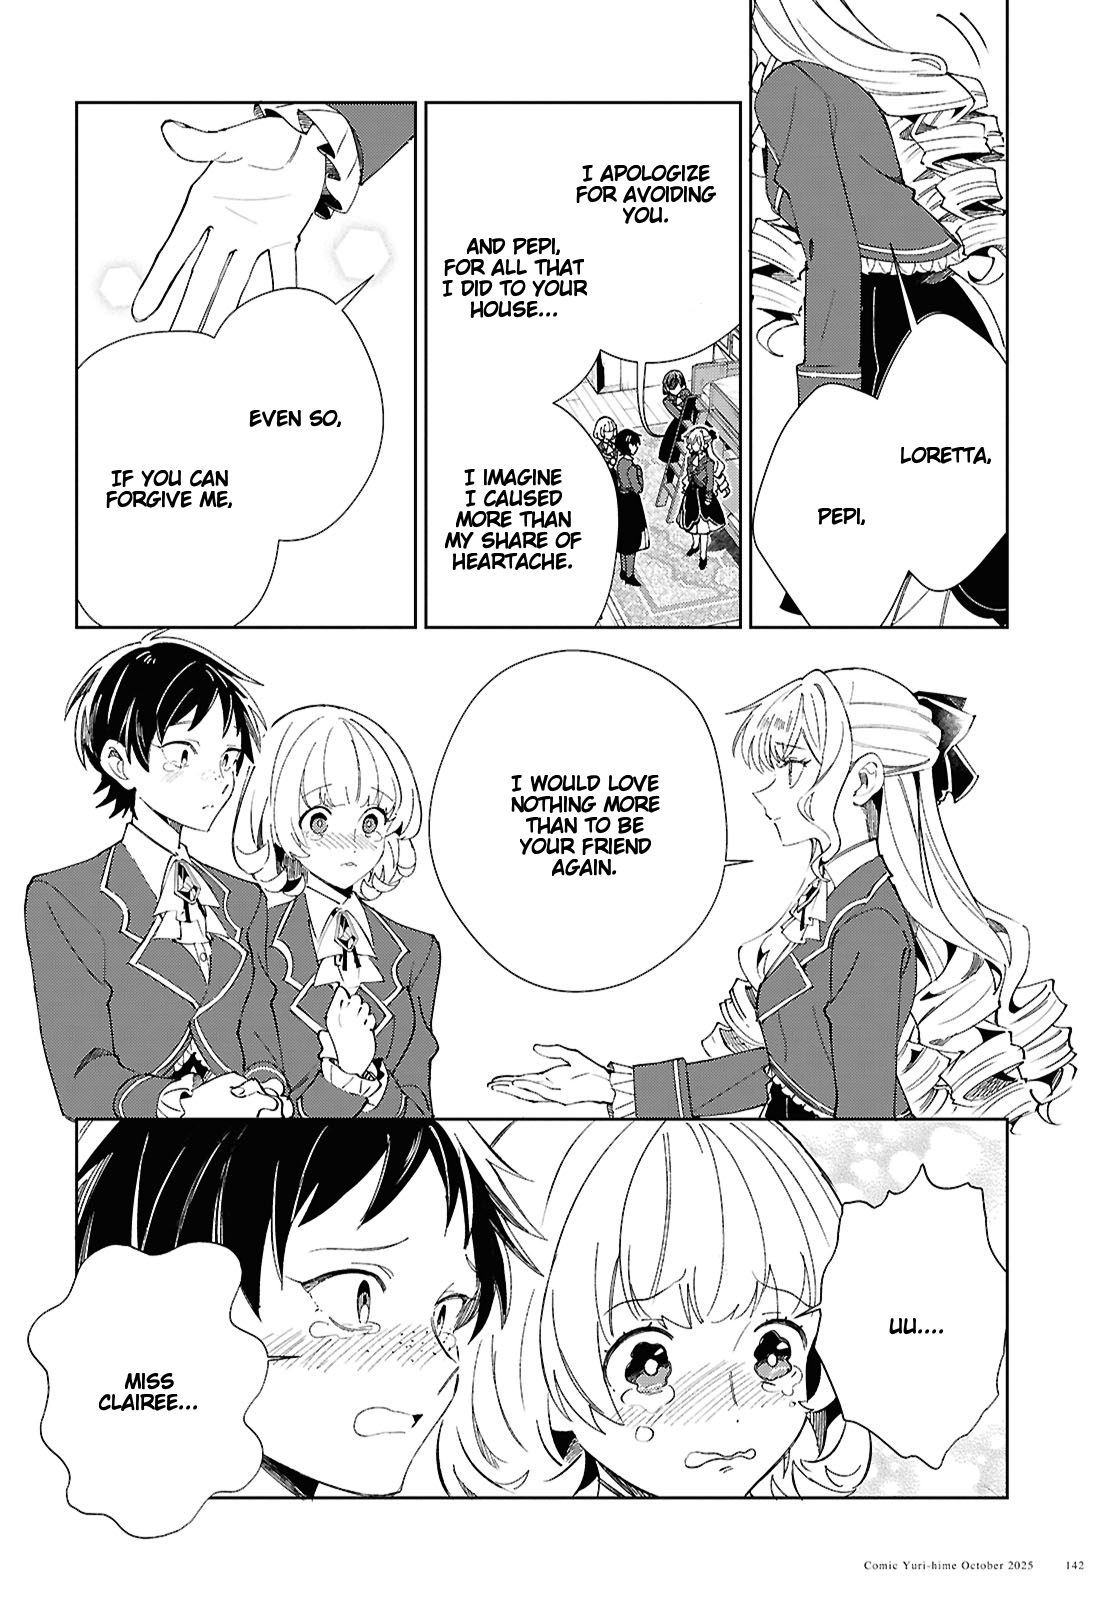 LORETTA,
PEPI,
I APOLOGIZE
FOR AVOIDING
YOU.
AND PEPI,
FOR ALL THAT
I DID TO YOUR
HOUSE...
I IMAGINE
I CAUSED
MORE THAN
MY SHARE OF
HEARTACHE.
EVEN SO,
IF YOU CAN
FORGIVE ME,
I WOULD LOVE
NOTHING MORE
THAN TO BE
YOUR FRIEND
AGAIN.
UU....
MISS
CLAIREE...
Comic Yuri-hime October 2025 142